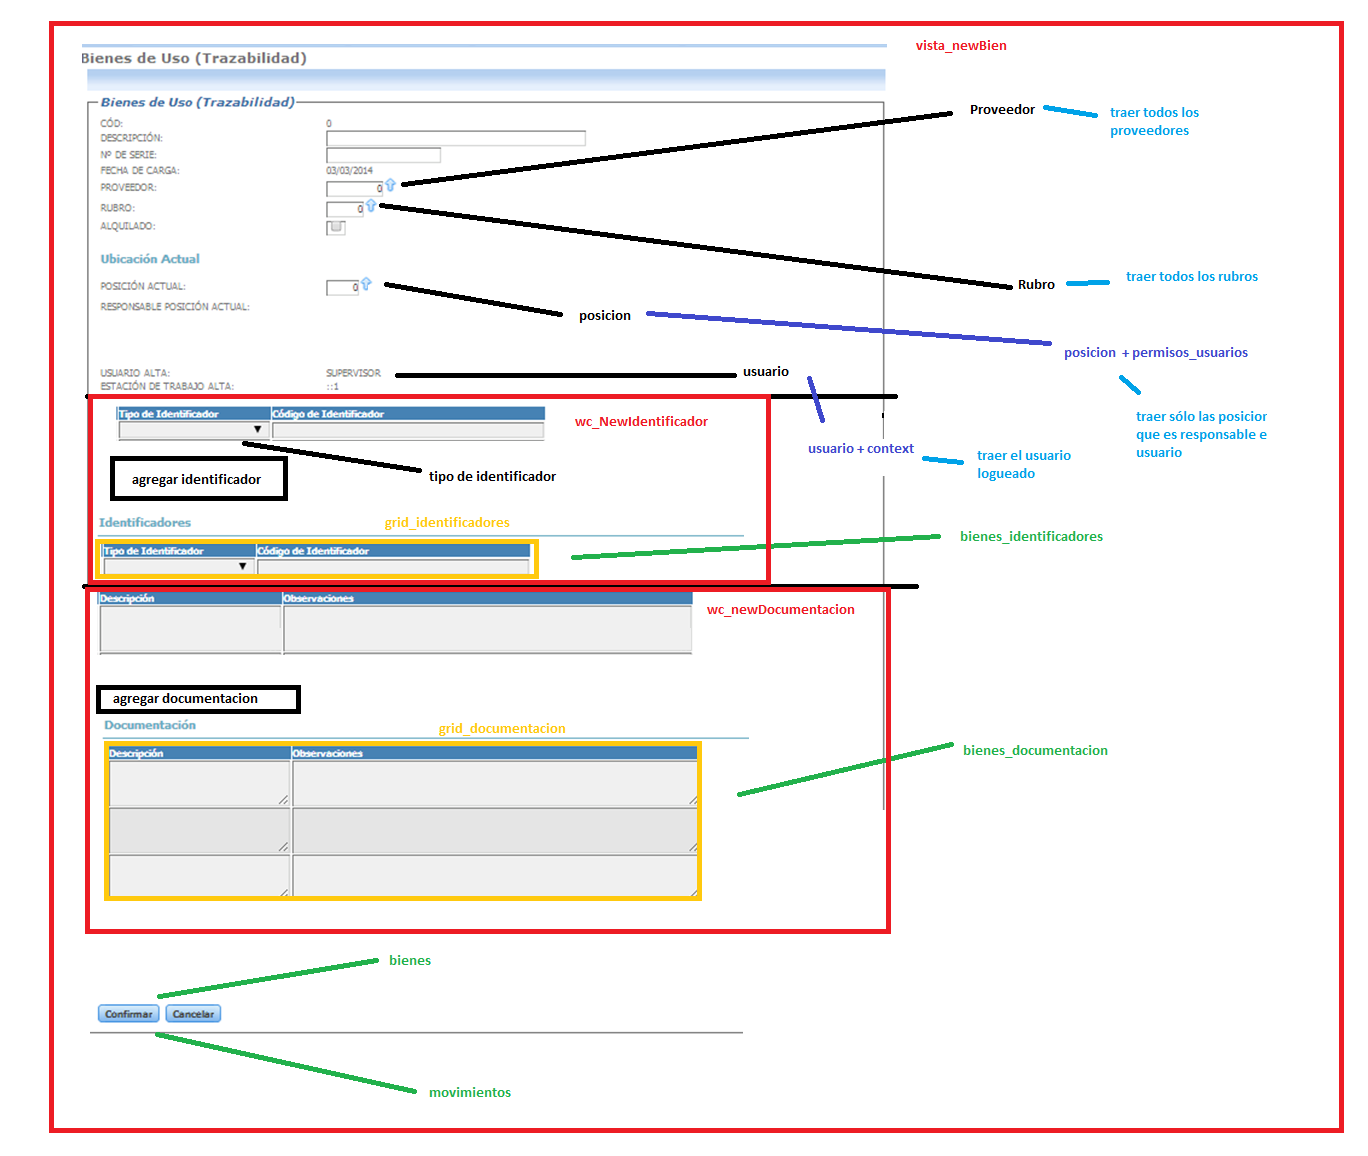 vista_newBien
Bienes de Uso (Trazabilidad)
Bienes de Uso (Trazabilidad)
CÓD: 0
DESCRIPCIÓN:
Nº DE SERIE:
FECHA DE CARGA: 03/03/2014
PROVEEDOR: 0
RUBRO: 0
ALQUILADO:
Proveedor
traer todos los
proveedores
Ubicación Actual
POSICIÓN ACTUAL: 0
RESPONSABLE POSICIÓN ACTUAL:
Rubro
traer todos los rubros
posicion
posicion + permisos_usuarios
USUARIO ALTA: SUPERVISOR
ESTACIÓN DE TRABAJO ALTA: ::1
usuario
traer sólo las posicior
que es responsable e
usuario
usuario + context
traer el usuario
logueado
Tipo de Identificador Código de Identificador
wc_NewIdentificador
agregar identificador
tipo de identificador
Identificadores
grid_identificadores
Tipo de Identificador Código de Identificador
bienes_identificadores
Descripción Observaciones
wc_newDocumentacion
agregar documentacion
Documentación
grid_documentacion
Descripción Observaciones
bienes_documentacion
bienes
Confirmar Cancelar
movimientos